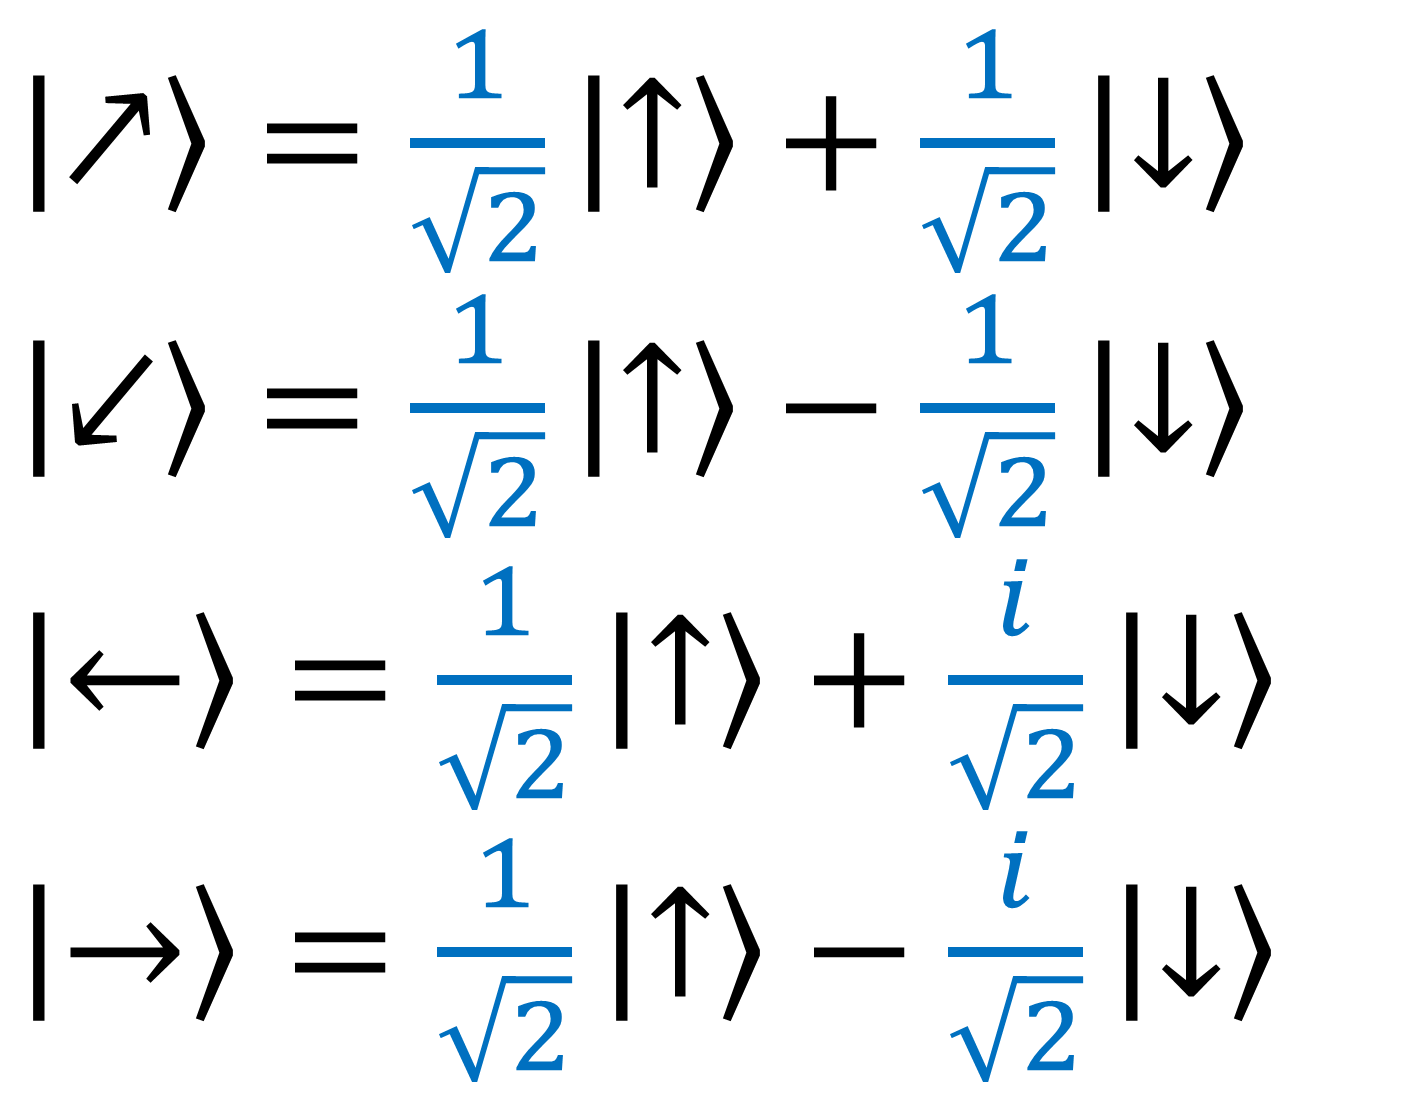 |↗⟩ = 1/√2 |↑⟩ + 1/√2 |↓⟩
|↙⟩ = 1/√2 |↑⟩ − 1/√2 |↓⟩
|←⟩ = 1/√2 |↑⟩ + i/√2 |↓⟩
|→⟩ = 1/√2 |↑⟩ − i/√2 |↓⟩